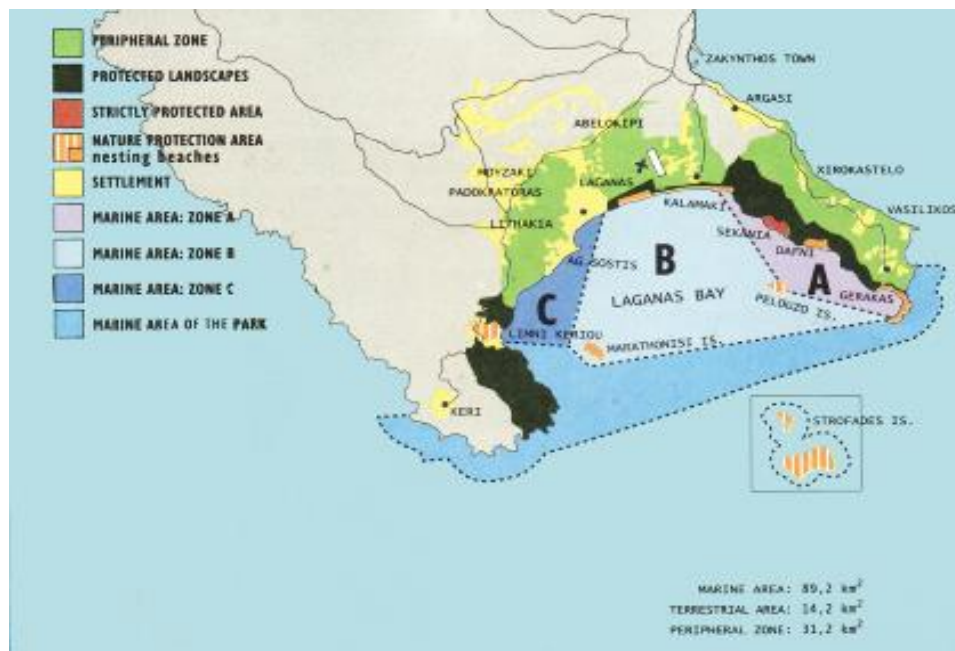 PERIPHERAL ZONE
PROTECTED LANDSCAPES
STRICTLY PROTECTED AREA
NATURE PROTECTION AREA
nesting beaches
SETTLEMENT
MARINE AREA: ZONE A
MARINE AREA: ZONE B
MARINE AREA: ZONE C
MARINE AREA OF THE PARK
ZAKYNTHOS TOWN
ARGASI
ABELOKIPI
XIROKASTELO
MOYZAKI
LAGANAS
PADOKRATORAS
KALAMAKI
VASILIKOS
LITHAKIA
SEKANIA
DAFNI
AG.SOSTIS
B
A
LAGANAS BAY
PELOUZO IS.
GERAKAS
C
LIMNI KERIOU
MARATHONISI IS.
KERI
STROFADES IS.
MARINE AREA: 89,2 km²
TERRESTRIAL AREA: 14,2 km²
PERIPHERAL ZONE: 31,2 km²